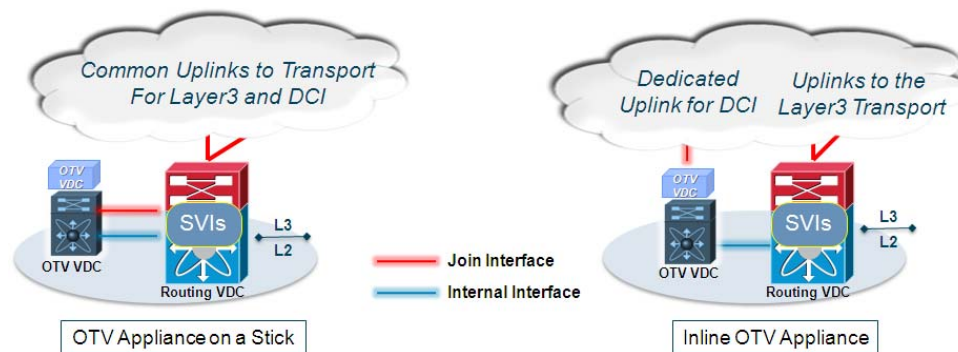 Common Uplinks to Transport
For Layer3 and DCI
OTV
VDC
SVIs
L3
L2
OTV VDC
Routing VDC
OTV Appliance on a Stick
Join Interface
Internal Interface
Dedicated
Uplink for DCI
Uplinks to the
Layer3 Transport
OTV
VDC
SVIs
L3
L2
OTV VDC
Routing VDC
Inline OTV Appliance